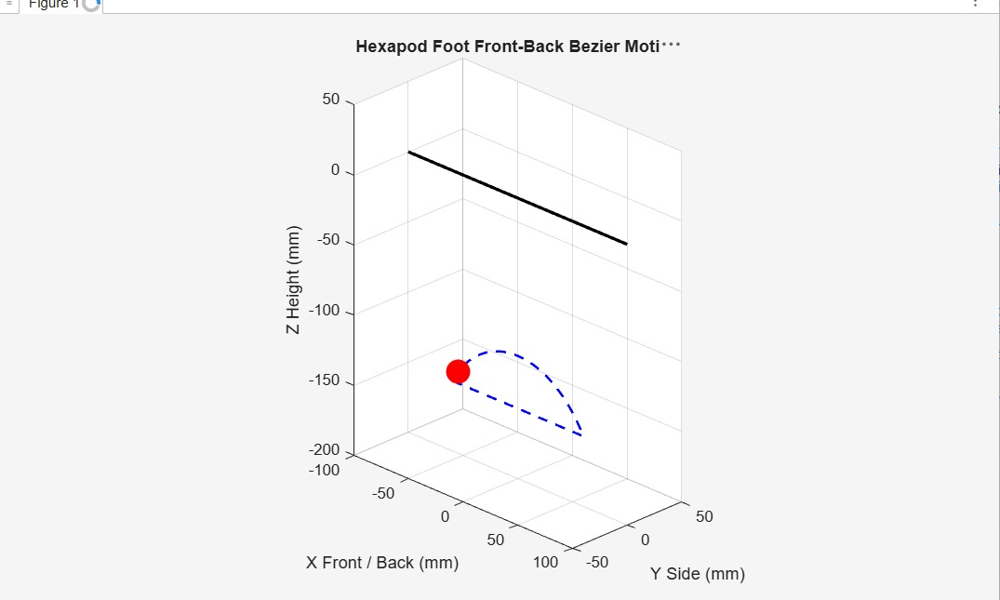 Figure 1
Hexapod Foot Front-Back Bezier Moti···
50
0
-50
-100
-150
-200
Z Height (mm)
-100
-50
0
50
100
X Front / Back (mm)
-50
0
50
Y Side (mm)